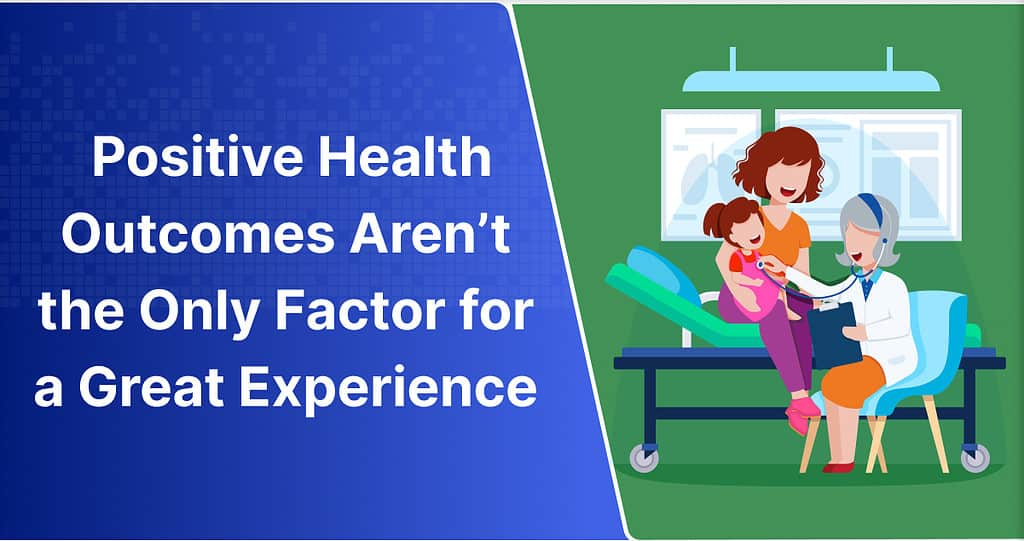 Positive Health
Outcomes Aren’t
the Only Factor for
a Great Experience